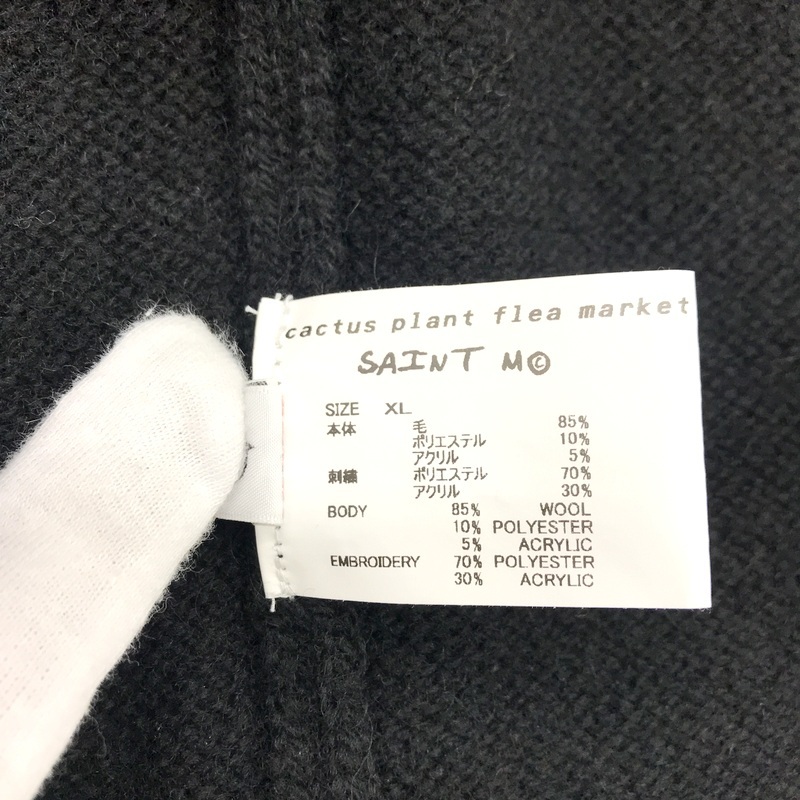 cactus plant flea market
SAINT M©
SIZE XL
本体 毛 85%
ポリエステル 10%
アクリル 5%
刺繍 ポリエステル 70%
アクリル 30%
BODY 85% WOOL
10% POLYESTER
5% ACRYLIC
EMBROIDERY 70% POLYESTER
30% ACRYLIC